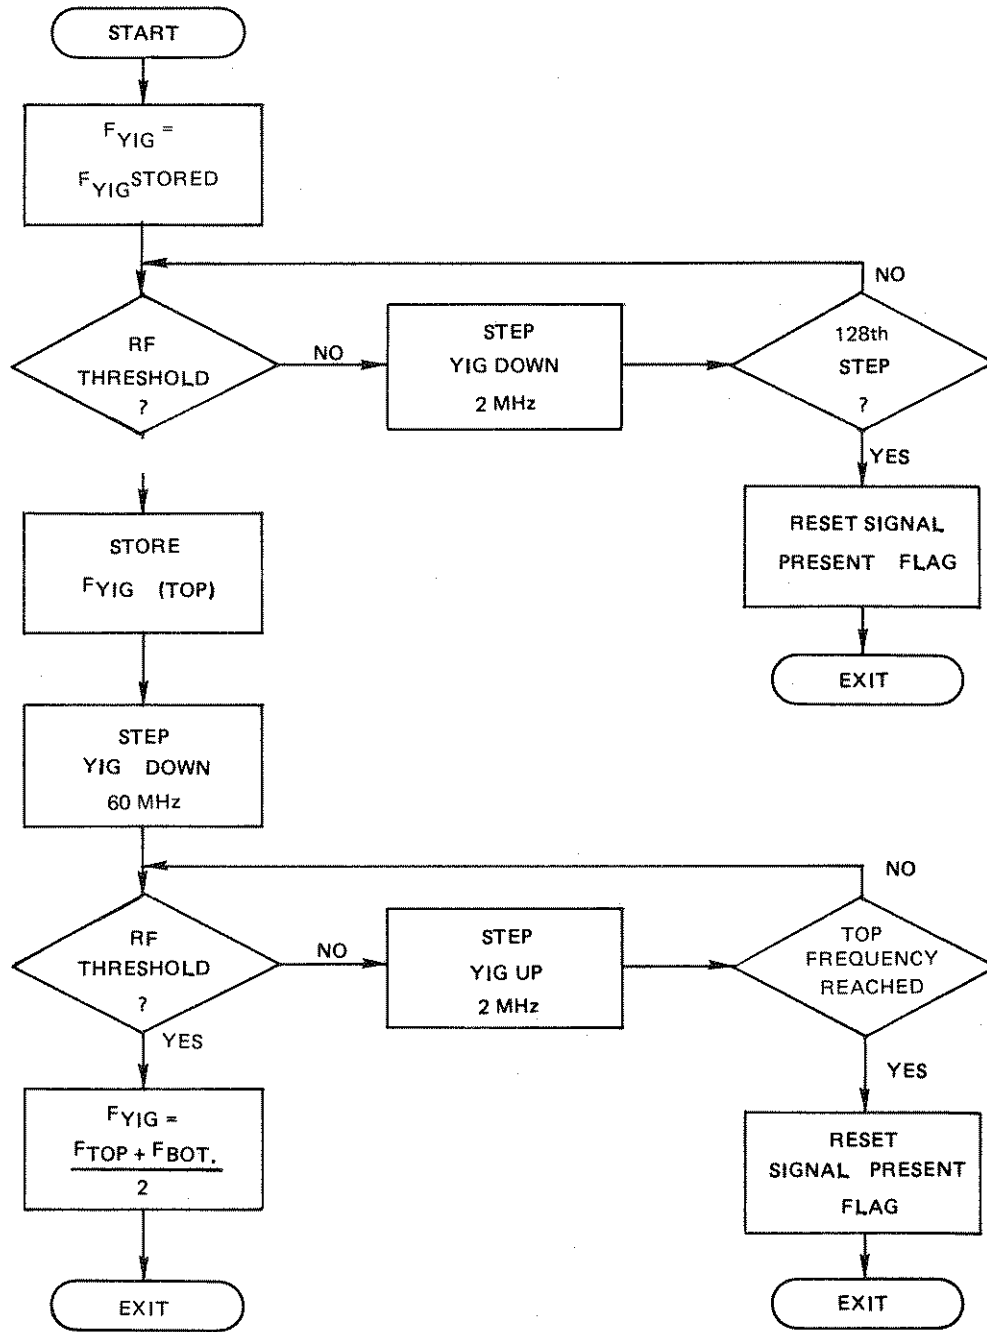 START
FYIG =
FYIG STORED
NO
RF
THRESHOLD
?
NO
STEP
YIG DOWN
2 MHz
128th
STEP
?
YES
STORE
FYIG (TOP)
RESET SIGNAL
PRESENT FLAG
EXIT
STEP
YIG DOWN
60 MHz
NO
RF
THRESHOLD
?
NO
STEP
YIG UP
2 MHz
TOP
FREQUENCY
REACHED
YES
YES
FYIG =
FTOP + FBOT.
2
RESET
SIGNAL PRESENT
FLAG
EXIT
EXIT